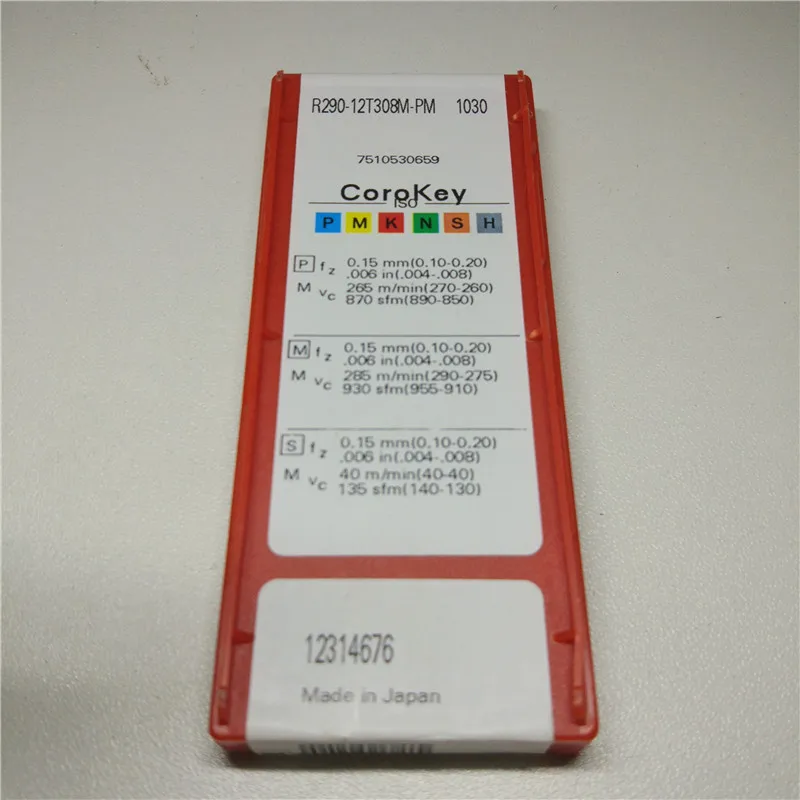 R290-12T308M-PM 1030
7510530659
CoroKey
ISO
P M K N S H
P fz 0.15 mm(0.10-0.20)
.006 in(.004-.008)
M vc 265 m/min(270-260)
870 sfm(890-850)
M fz 0.15 mm(0.10-0.20)
.006 in(.004-.008)
M vc 285 m/min(290-275)
930 sfm(955-910)
S fz 0.15 mm(0.10-0.20)
.006 in(.004-.008)
M vc 40 m/min(40-40)
135 sfm(140-130)
12314676
Made in Japan